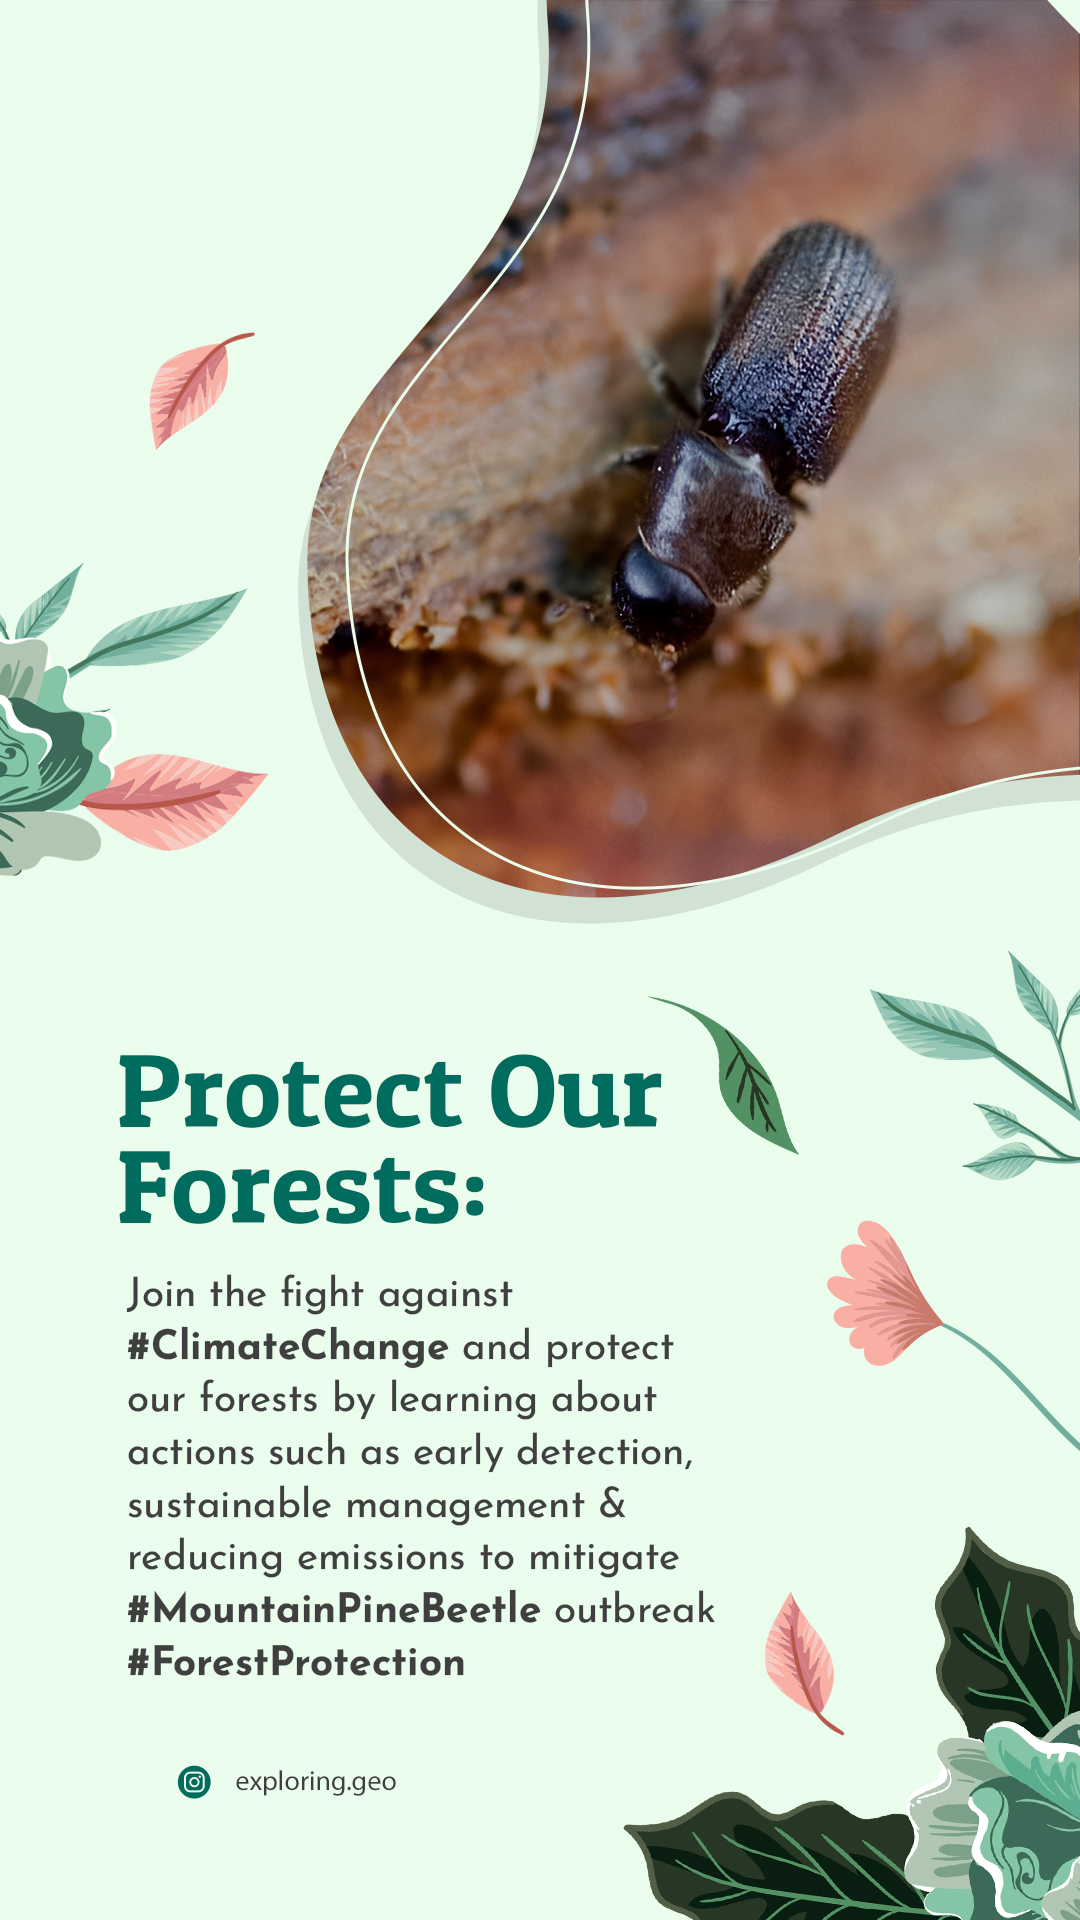 Protect Our
Forests:
Join the fight against
#ClimateChange and protect
our forests by learning about
actions such as early detection,
sustainable management &
reducing emissions to mitigate
#MountainPineBeetle outbreak
#ForestProtection
exploring.geo